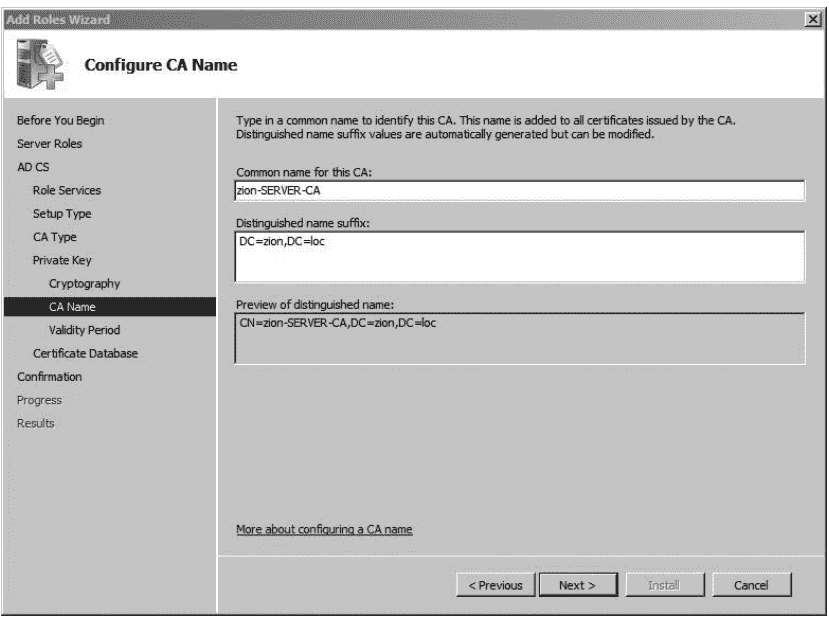 Add Roles Wizard
Configure CA Name
Before You Begin
Server Roles
AD CS
Role Services
Setup Type
CA Type
Private Key
Cryptography
CA Name
Validity Period
Certificate Database
Confirmation
Progress
Results
Type in a common name to identify this CA. This name is added to all certificates issued by the CA.
Distinguished name suffix values are automatically generated but can be modified.
Common name for this CA:
zion-SERVER-CA
Distinguished name suffix:
DC=zion,DC=loc
Preview of distinguished name:
CN=zion-SERVER-CA,DC=zion,DC=loc
More about configuring a CA name
< Previous
Next >
Install
Cancel